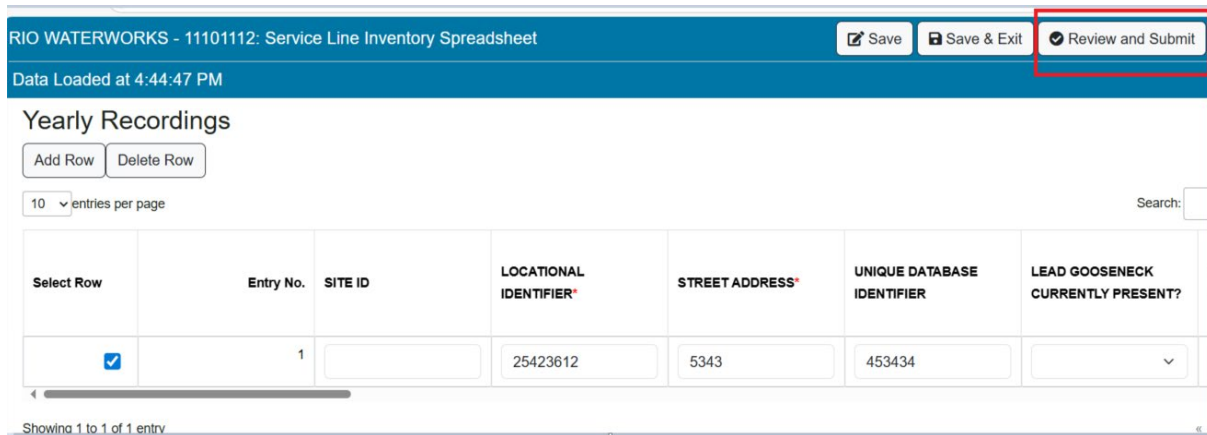 RIO WATERWORKS - 11101112: Service Line Inventory Spreadsheet
Save
Save & Exit
Review and Submit
Data Loaded at 4:44:47 PM
Yearly Recordings
Add Row
Delete Row
10 entries per page
Search:
Select Row
Entry No.
SITE ID
LOCATIONAL IDENTIFIER*
STREET ADDRESS*
UNIQUE DATABASE IDENTIFIER
LEAD GOOSENECK CURRENTLY PRESENT?
1
25423612
5343
453434
Showing 1 to 1 of 1 entry
«